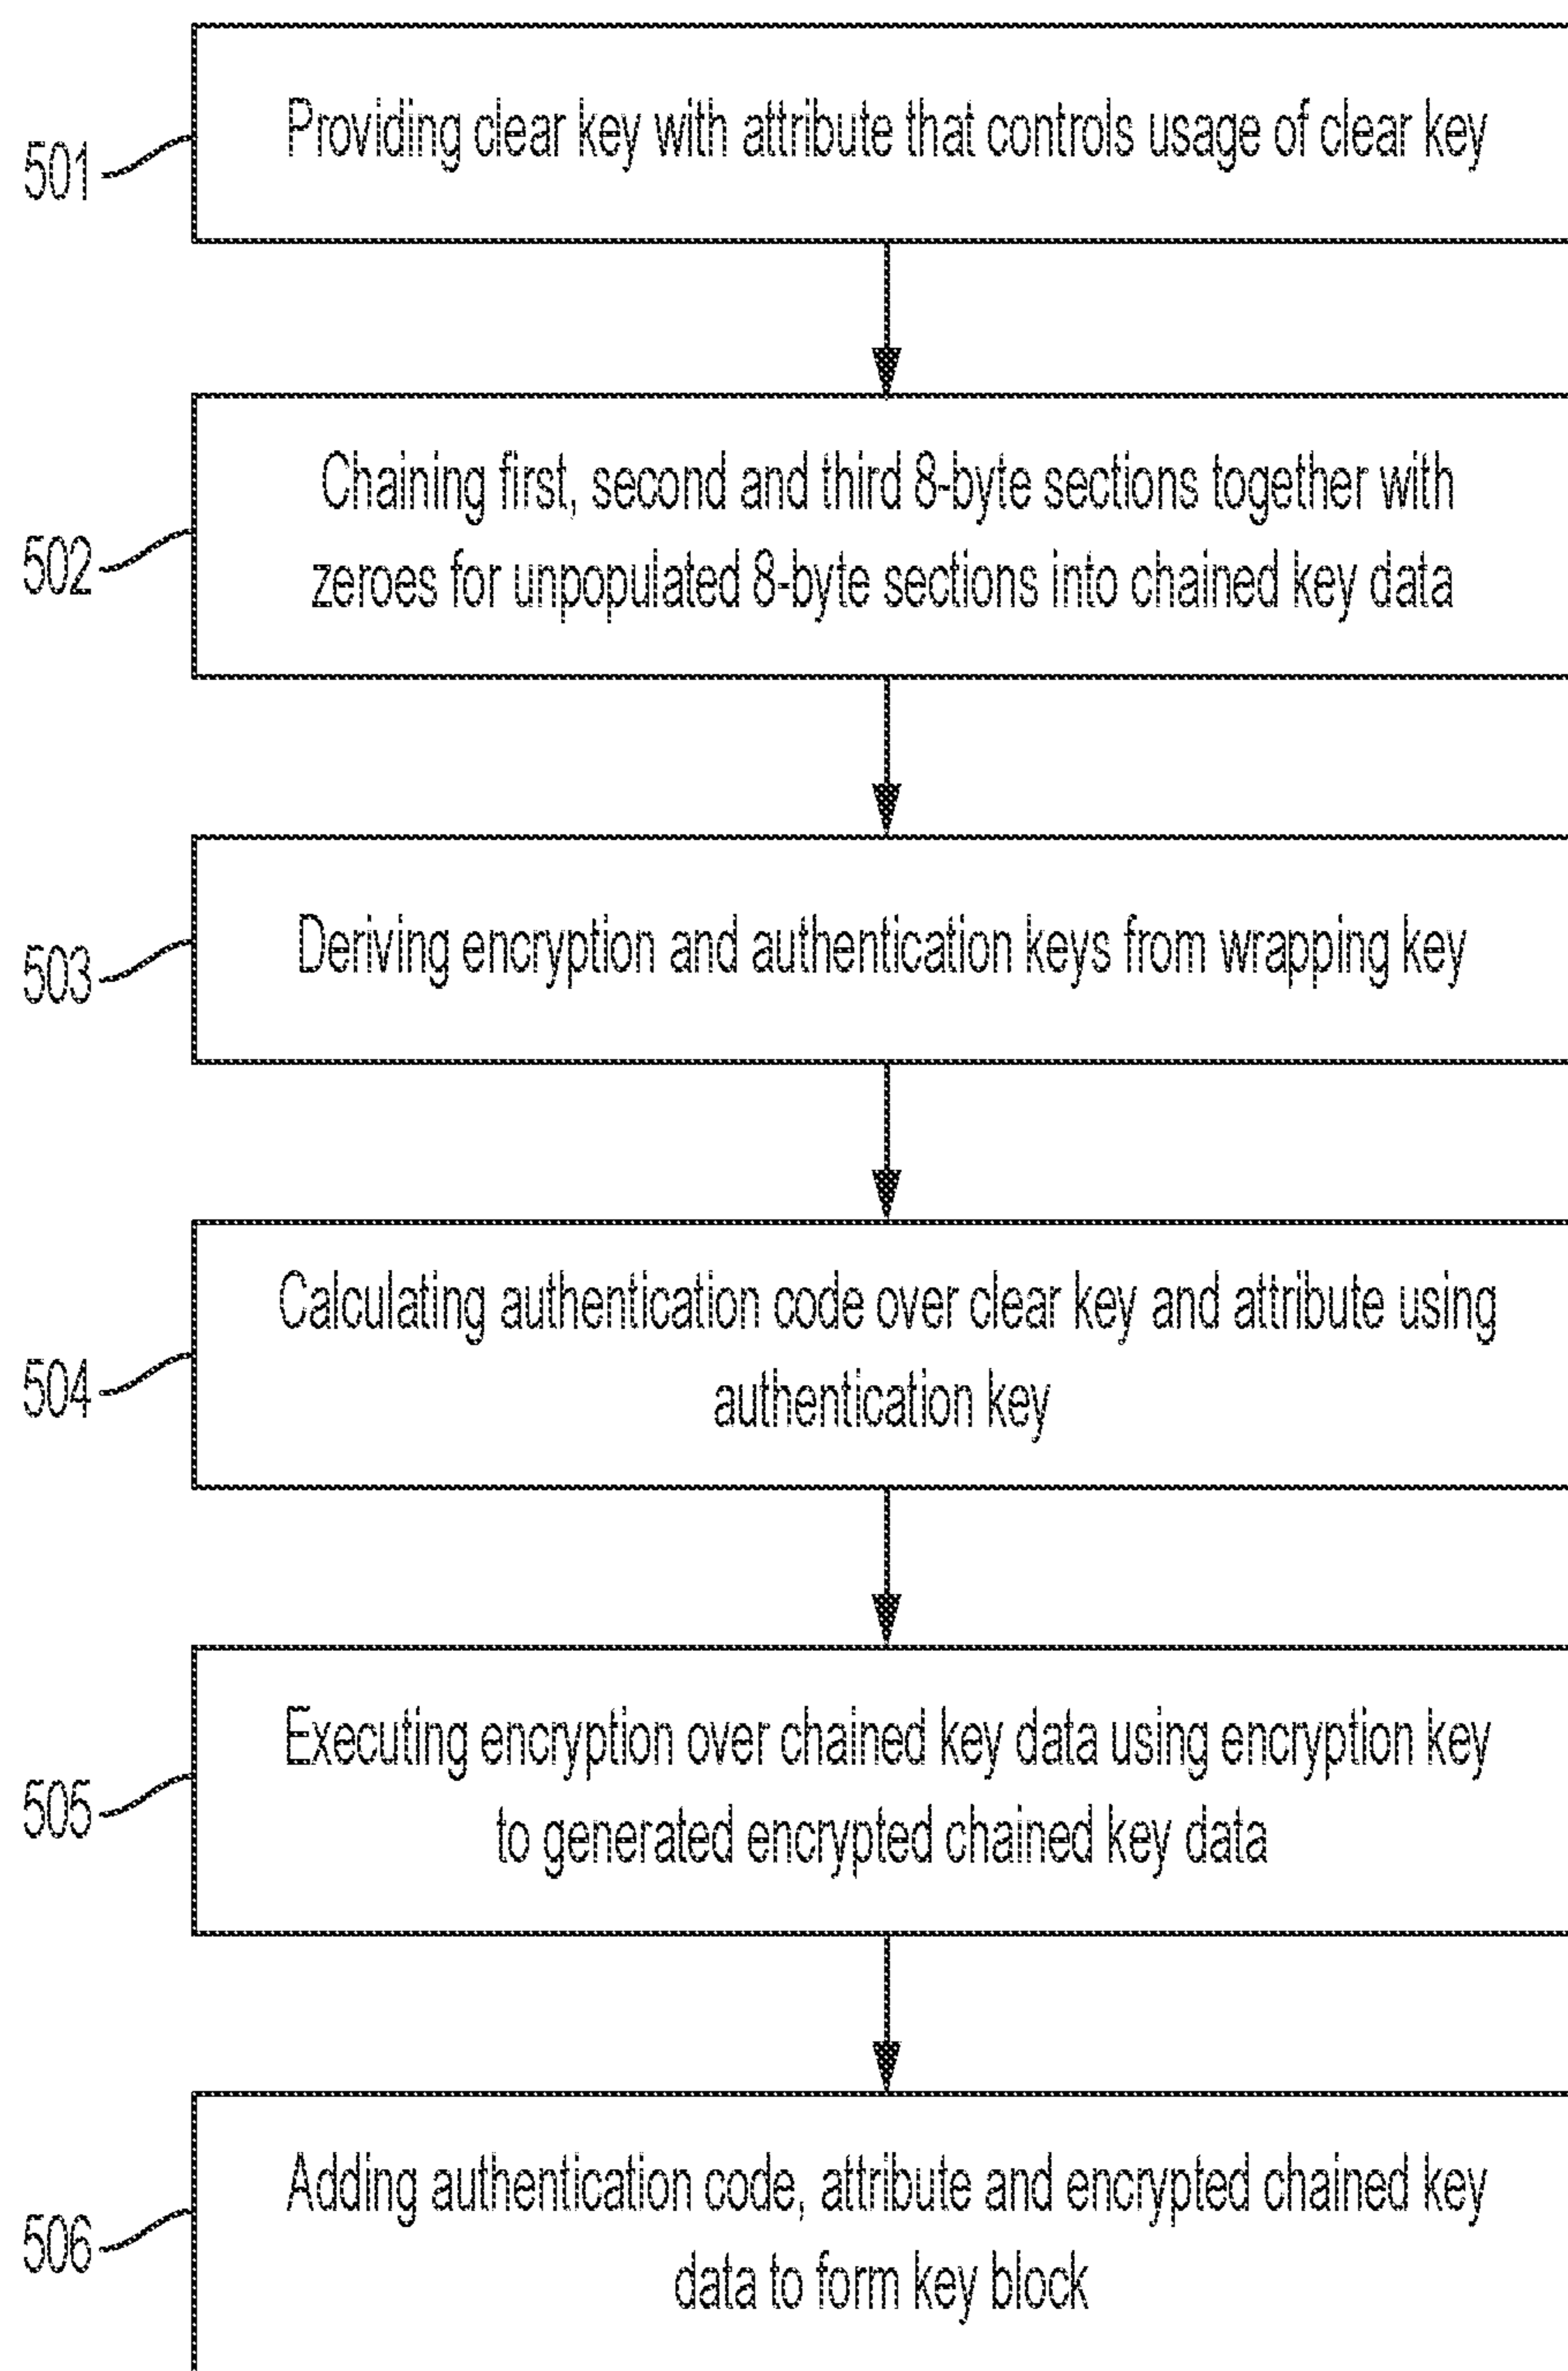 Providing clear key with attribute that controls usage of clear key
501
Chaining first, second and third 8-byte sections together with
zeroes for unpopulated 8-byte sections into chained key data
502
Deriving encryption and authentication keys from wrapping key
503
Calculating authentication code over clear key and attribute using
authentication key
504
Executing encryption over chained key data using encryption key
to generated encrypted chained key data
505
Adding authentication code, attribute and encrypted chained key
data to form key block
506